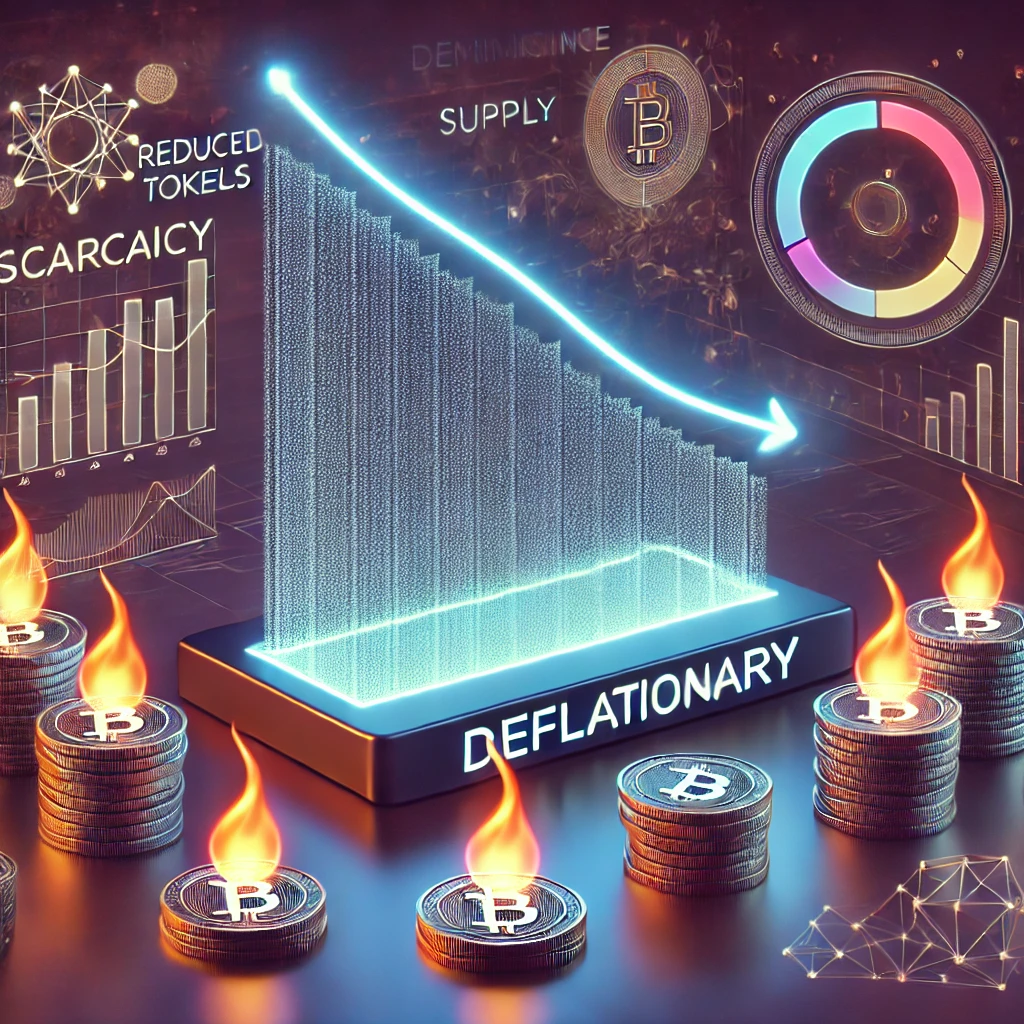 SUPPLY
REDUCED
TOKELS
SCARCAICY
DEFLATIONARY